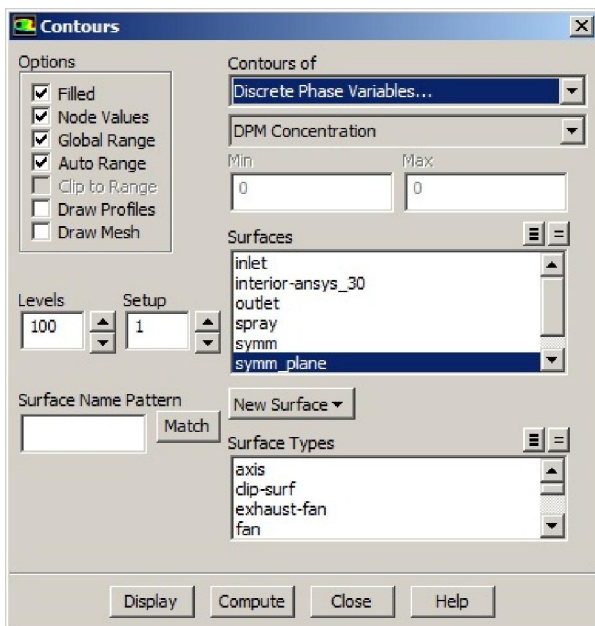 Contours
Options
Filled
Node Values
Global Range
Auto Range
Clip to Range
Draw Profiles
Draw Mesh
Levels
Setup
100
1
Surface Name Pattern
Match
Contours of
Discrete Phase Variables...
DPM Concentration
Min
Max
0
0
Surfaces
inlet
interior-ansys_30
outlet
spray
symm
symm_plane
New Surface
Surface Types
axis
clip-surf
exhaust-fan
fan
Display
Compute
Close
Help